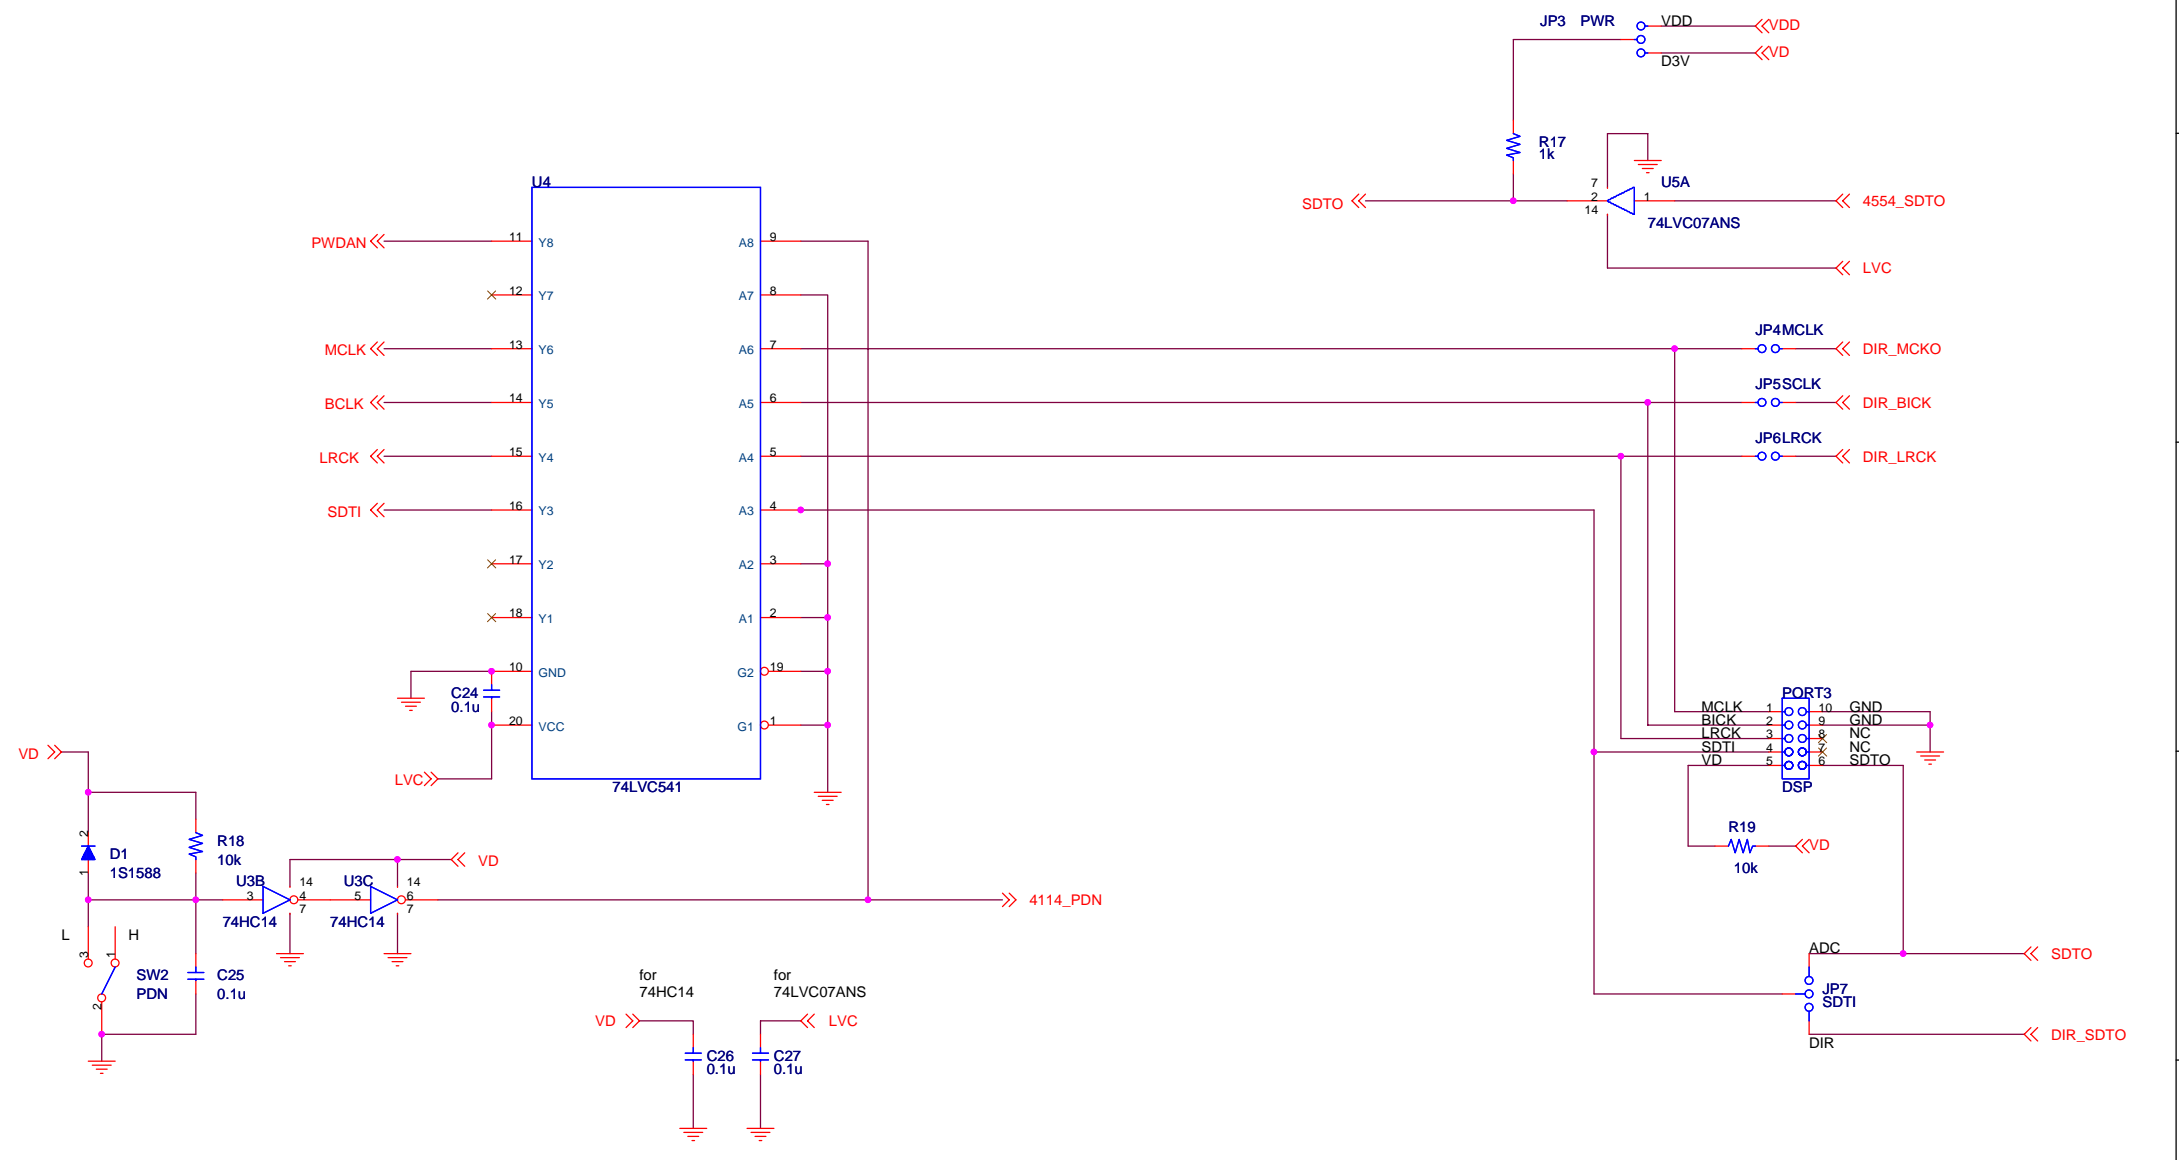 JP3 PWR
VDD
VDD
VD
D3V
R17
1k
U5A
7
2
14
1
SDTO
4554_SDTO
74LVC07ANS
LVC
U4
PWDAN
11
Y8
A8
9
12
Y7
A7
8
MCLK
13
Y6
A6
7
JP4MCLK
DIR_MCKO
BCLK
14
Y5
A5
6
JP5SCLK
DIR_BICK
LRCK
15
Y4
A4
5
JP6LRCK
DIR_LRCK
SDTI
16
Y3
A3
4
17
Y2
A2
3
18
Y1
A1
2
10
GND
G2
19
C24
0.1u
20
VCC
G1
1
LVC
74LVC541
PORT3
MCLK
1
10
GND
BICK
2
9
GND
LRCK
3
8
NC
SDTI
4
7
NC
VD
5
6
SDTO
DSP
R19
VD
10k
VD
2
D1
1S1588
1
R18
10k
VD
U3B
14
3
4
7
74HC14
U3C
14
5
6
7
74HC14
4114_PDN
L
H
3
1
SW2
PDN
2
C25
0.1u
for
74HC14
VD
C26
0.1u
for
74LVC07ANS
LVC
C27
0.1u
ADC
SDTO
JP7
SDTI
DIR
DIR_SDTO